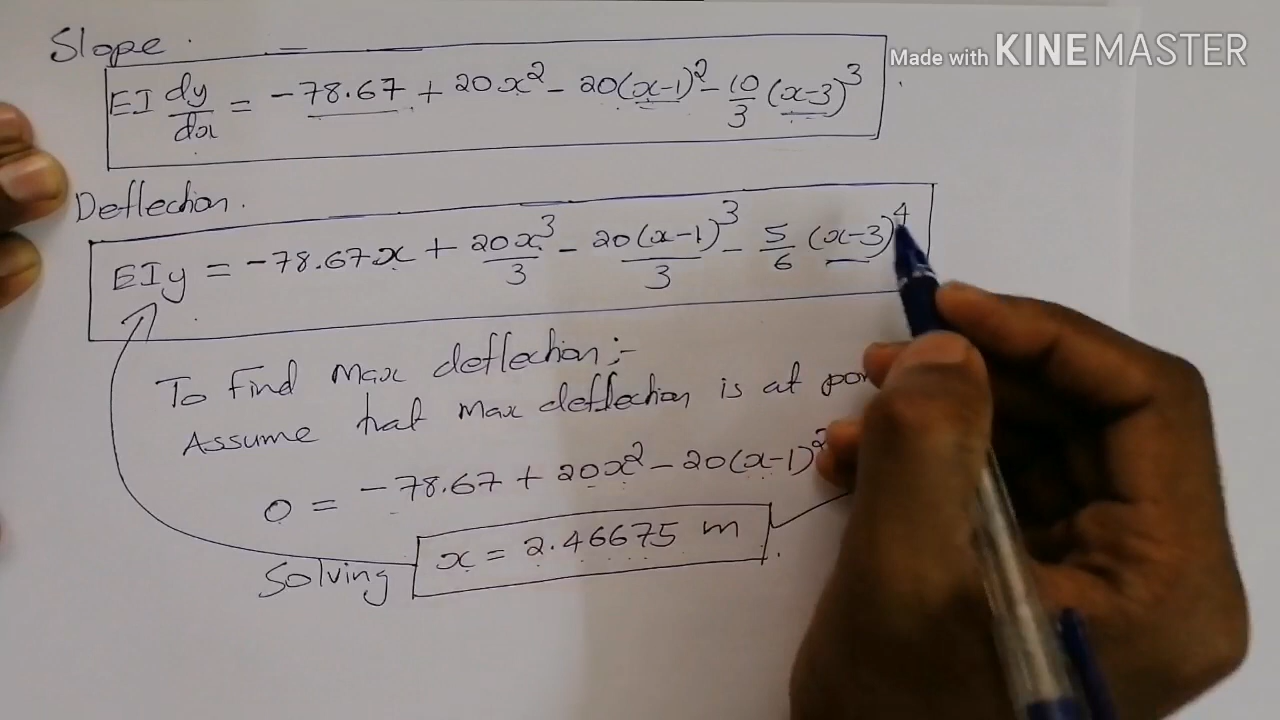 Made with KINEMASTER
Slope.
EI dy/dx = -78.67 + 20x² - 20(x-1)² - 10/3 (x-3)³
Deflection.
EIy = -78.67x + 20x³/3 - 20(x-1)³/3 - 5/6 (x-3)⁴
To find Max deflection;-
Assume that Max deflection is at
0 = -78.67 + 20x² - 20(x-1)²
Solving x = 2.46675 m